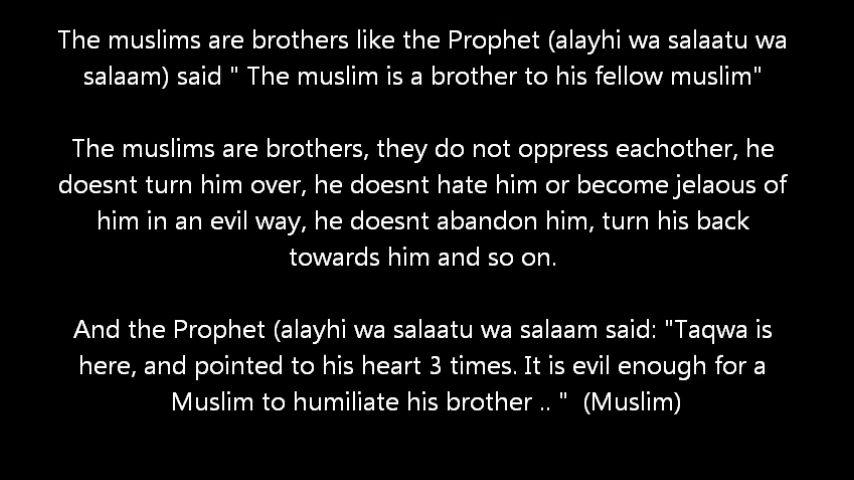 The muslims are brothers like the Prophet (alayhi wa salaatu wa
salaam) said " The muslim is a brother to his fellow muslim"
The muslims are brothers, they do not oppress eachother, he
doesnt turn him over, he doesnt hate him or become jelaous of
him in an evil way, he doesnt abandon him, turn his back
towards him and so on.
And the Prophet (alayhi wa salaatu wa salaam said: "Taqwa is
here, and pointed to his heart 3 times. It is evil enough for a
Muslim to humiliate his brother .. "  (Muslim)